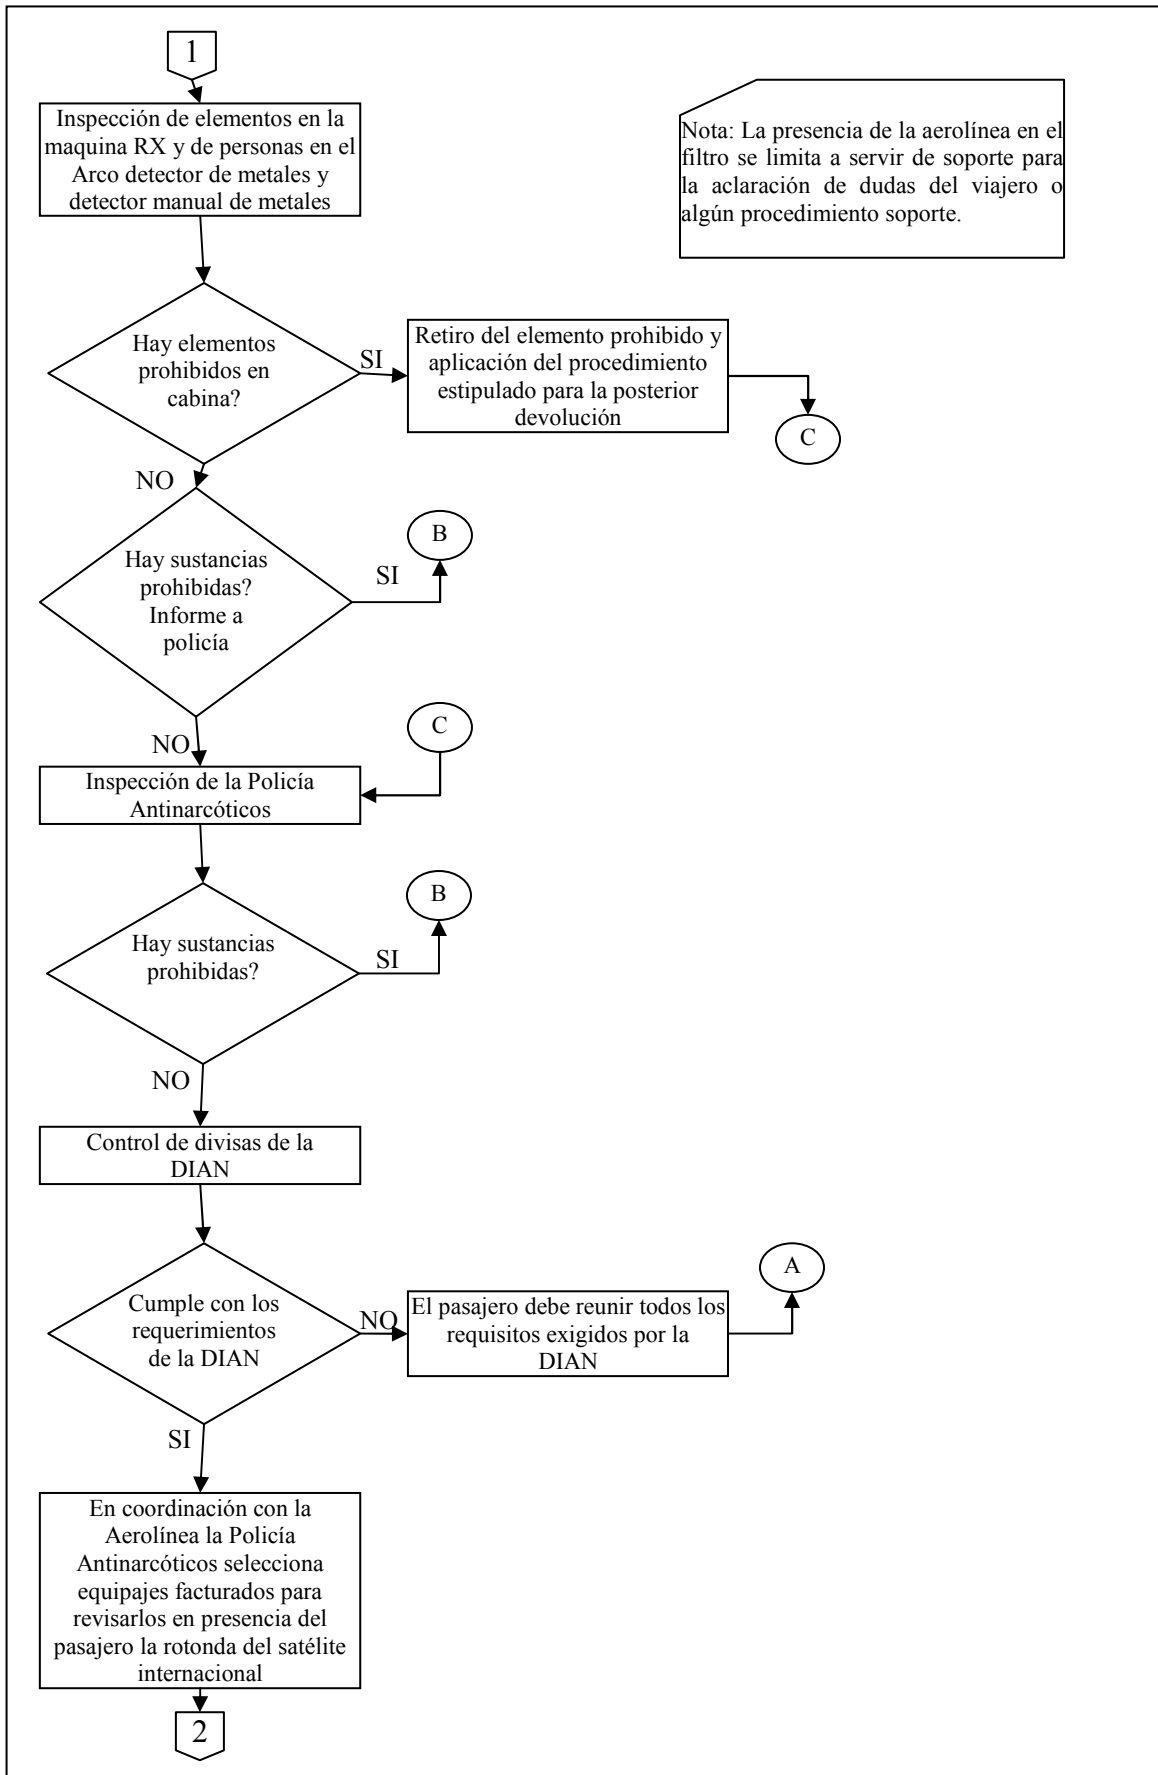 1
Inspección de elementos en la
maquina RX y de personas en el
Arco detector de metales y
detector manual de metales
Nota: La presencia de la aerolínea en el
filtro se limita a servir de soporte para
la aclaración de dudas del viajero o
algún procedimiento soporte.
Hay elementos
prohibidos en
cabina?
SI
Retiro del elemento prohibido y
aplicación del procedimiento
estipulado para la posterior
devolución
C
NO
Hay sustancias
prohibidas?
Informe a
policía
SI
B
NO
C
Inspección de la Policía
Antinarcóticos
Hay sustancias
prohibidas?
SI
B
NO
Control de divisas de la
DIAN
Cumple con los
requerimientos
de la DIAN
NO
El pasajero debe reunir todos los
requisitos exigidos por la
DIAN
A
SI
En coordinación con la
Aerolínea la Policía
Antinarcóticos selecciona
equipajes facturados para
revisarlos en presencia del
pasajero la rotonda del satélite
internacional
2